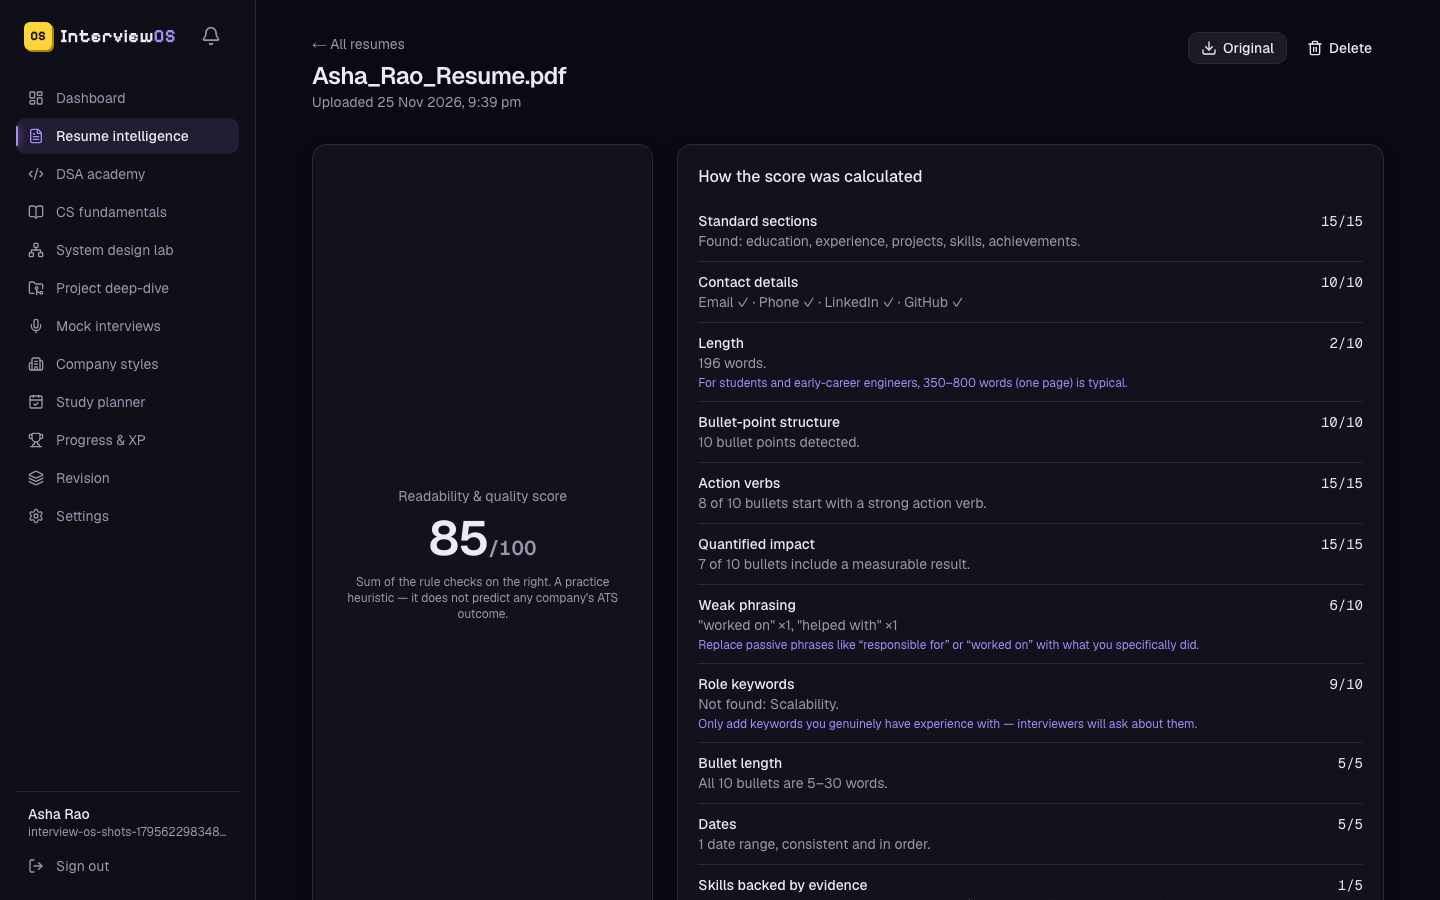 OS InterviewOS
Dashboard
Resume intelligence
DSA academy
CS fundamentals
System design lab
Project deep-dive
Mock interviews
Company styles
Study planner
Progress & XP
Revision
Settings
Asha Rao
interview-os-shots-179562298348...
Sign out
← All resumes
Asha_Rao_Resume.pdf
Uploaded 25 Nov 2026, 9:39 pm
Original
Delete
Readability & quality score
85/100
Sum of the rule checks on the right. A practice
heuristic — it does not predict any company's ATS
outcome.
How the score was calculated
Standard sections 15/15
Found: education, experience, projects, skills, achievements.
Contact details 10/10
Email ✓ · Phone ✓ · LinkedIn ✓ · GitHub ✓
Length 2/10
196 words.
For students and early-career engineers, 350–800 words (one page) is typical.
Bullet-point structure 10/10
10 bullet points detected.
Action verbs 15/15
8 of 10 bullets start with a strong action verb.
Quantified impact 15/15
7 of 10 bullets include a measurable result.
Weak phrasing 6/10
"worked on" ×1, "helped with" ×1
Replace passive phrases like “responsible for” or “worked on” with what you specifically did.
Role keywords 9/10
Not found: Scalability.
Only add keywords you genuinely have experience with — interviewers will ask about them.
Bullet length 5/5
All 10 bullets are 5–30 words.
Dates 5/5
1 date range, consistent and in order.
Skills backed by evidence 1/5